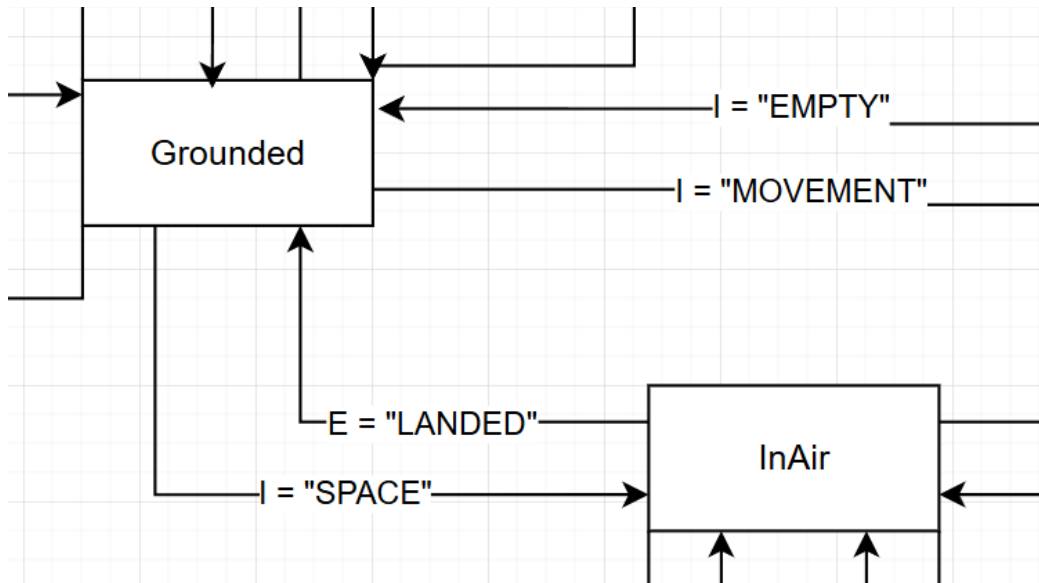 I = "EMPTY"
Grounded
I = "MOVEMENT"
E = "LANDED"
InAir
I = "SPACE"